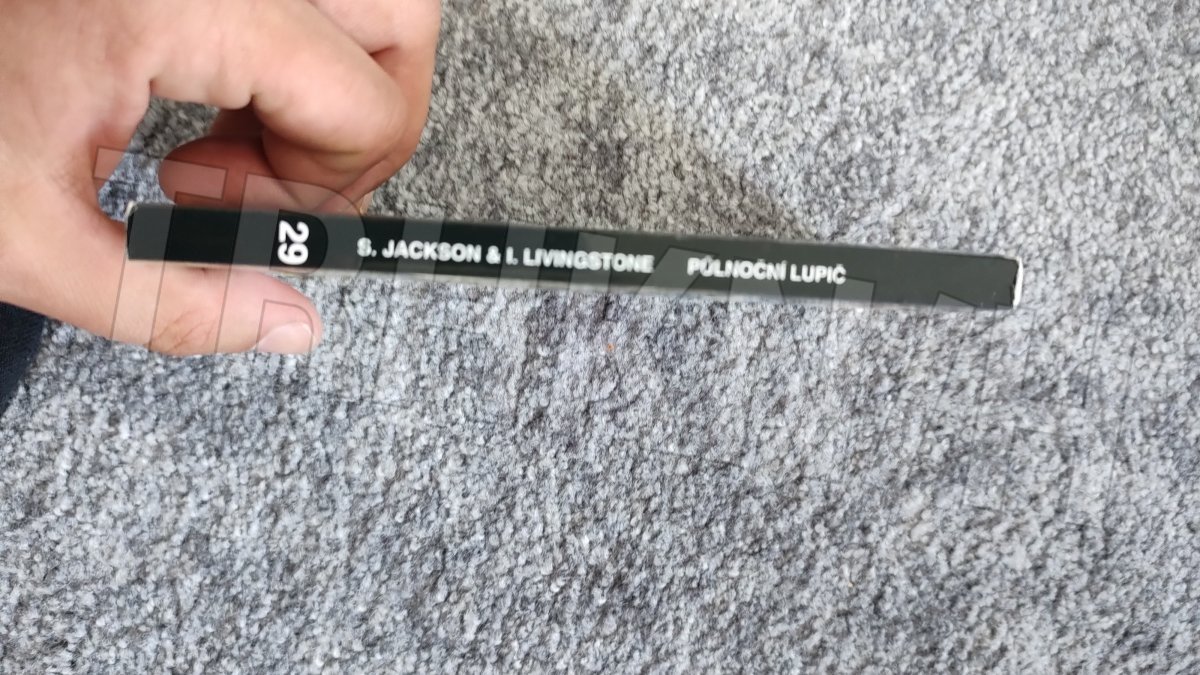 29 S. JACKSON & I. LIVINGSTONE PŮLNOČNÍ LUPIČ